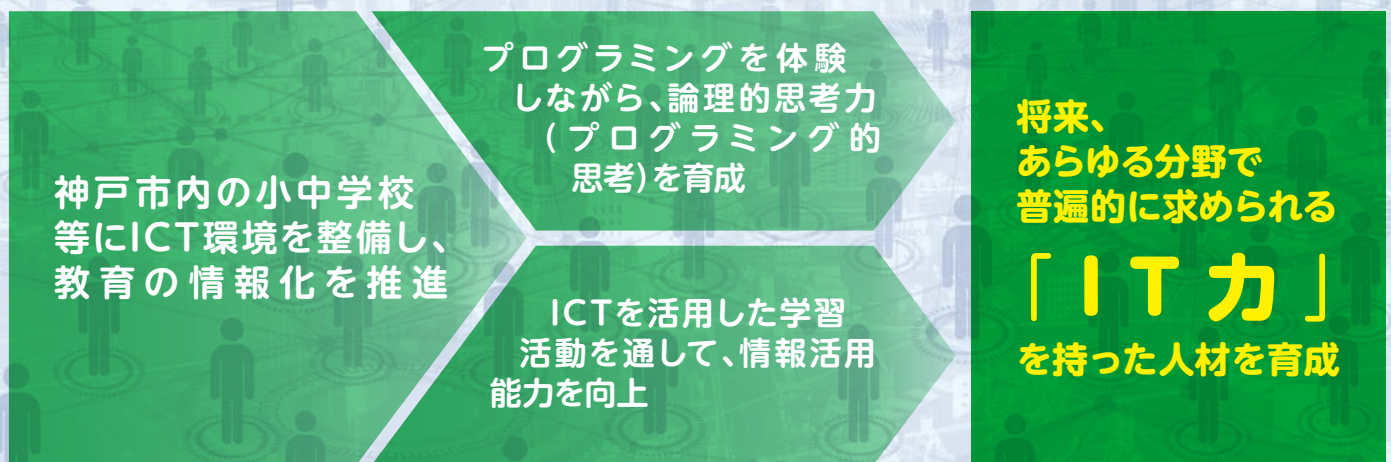 神戸市内の小中学校
等にICT環境を整備し、
教育の情報化を推進
プログラミングを体験
しながら、論理的思考力
(プログラミング的
思考)を育成
ICTを活用した学習
活動を通して、情報活用
能力を向上
将来、
あらゆる分野で
普遍的に求められる
「IT力」
を持った人材を育成